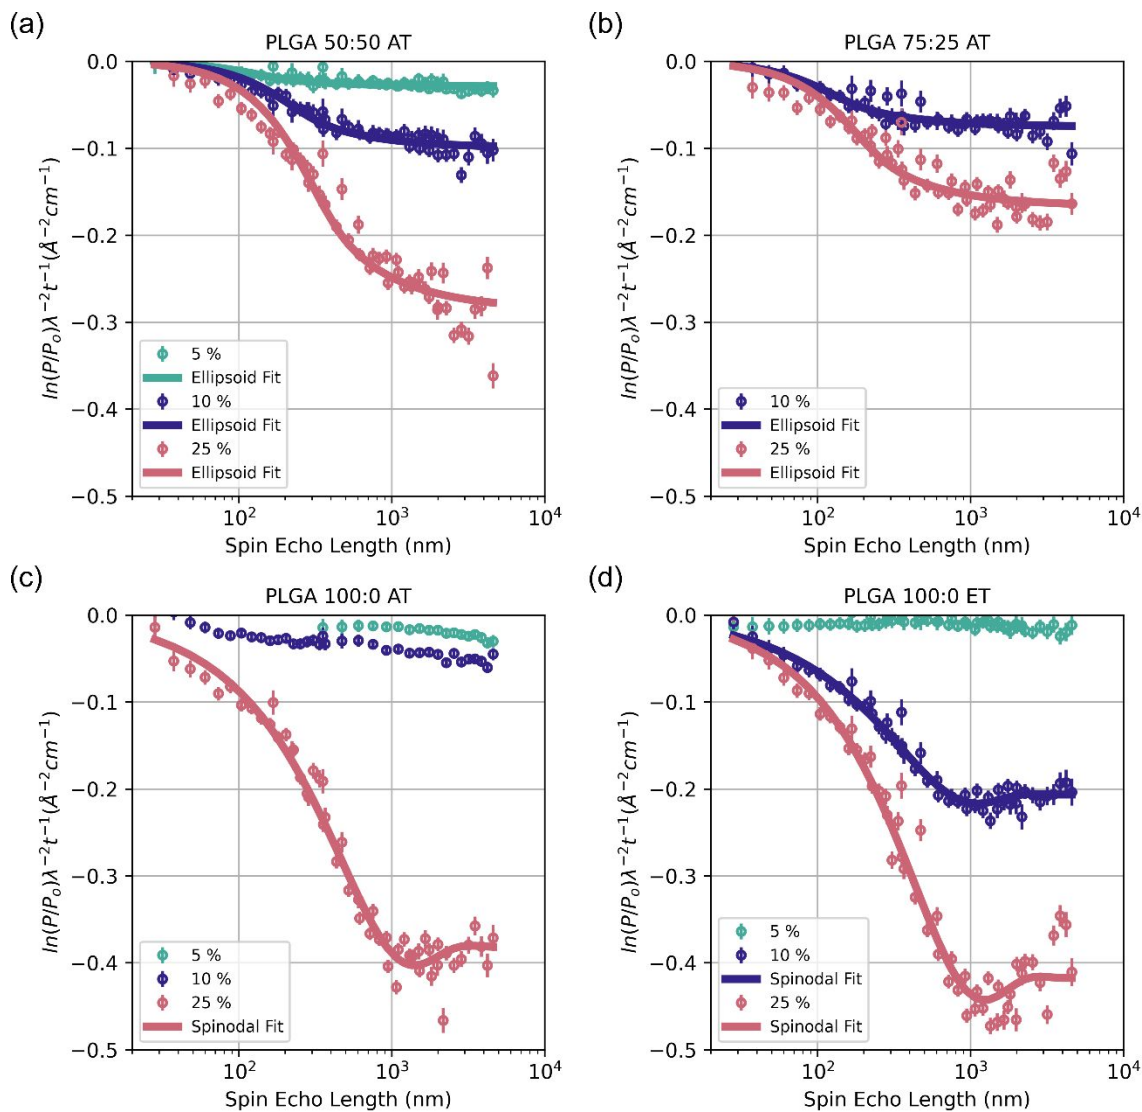 (a)
PLGA 50:50 AT
0.0
−0.1
−0.2
−0.3
−0.4
−0.5
ln(P/Pₒ)λ⁻²t⁻¹(Å⁻²cm⁻¹)
5 %
Ellipsoid Fit
10 %
Ellipsoid Fit
25 %
Ellipsoid Fit
10² 10³ 10⁴
Spin Echo Length (nm)
(b)
PLGA 75:25 AT
0.0
−0.1
−0.2
−0.3
−0.4
−0.5
ln(P/Pₒ)λ⁻²t⁻¹(Å⁻²cm⁻¹)
10 %
Ellipsoid Fit
25 %
Ellipsoid Fit
10² 10³ 10⁴
Spin Echo Length (nm)
(c)
PLGA 100:0 AT
0.0
−0.1
−0.2
−0.3
−0.4
−0.5
ln(P/Pₒ)λ⁻²t⁻¹(Å⁻²cm⁻¹)
5 %
10 %
25 %
Spinodal Fit
10² 10³ 10⁴
Spin Echo Length (nm)
(d)
PLGA 100:0 ET
0.0
−0.1
−0.2
−0.3
−0.4
−0.5
ln(P/Pₒ)λ⁻²t⁻¹(Å⁻²cm⁻¹)
5 %
10 %
Spinodal Fit
25 %
Spinodal Fit
10² 10³ 10⁴
Spin Echo Length (nm)